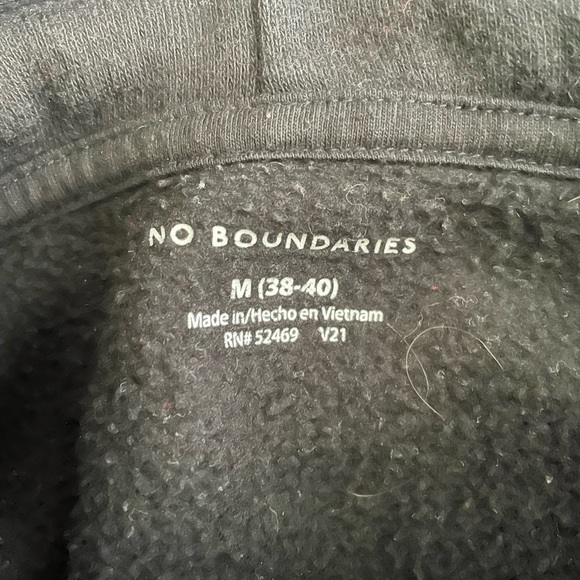 NO BOUNDARIES
M (38-40)
Made in/Hecho en Vietnam
RN# 52469 V21